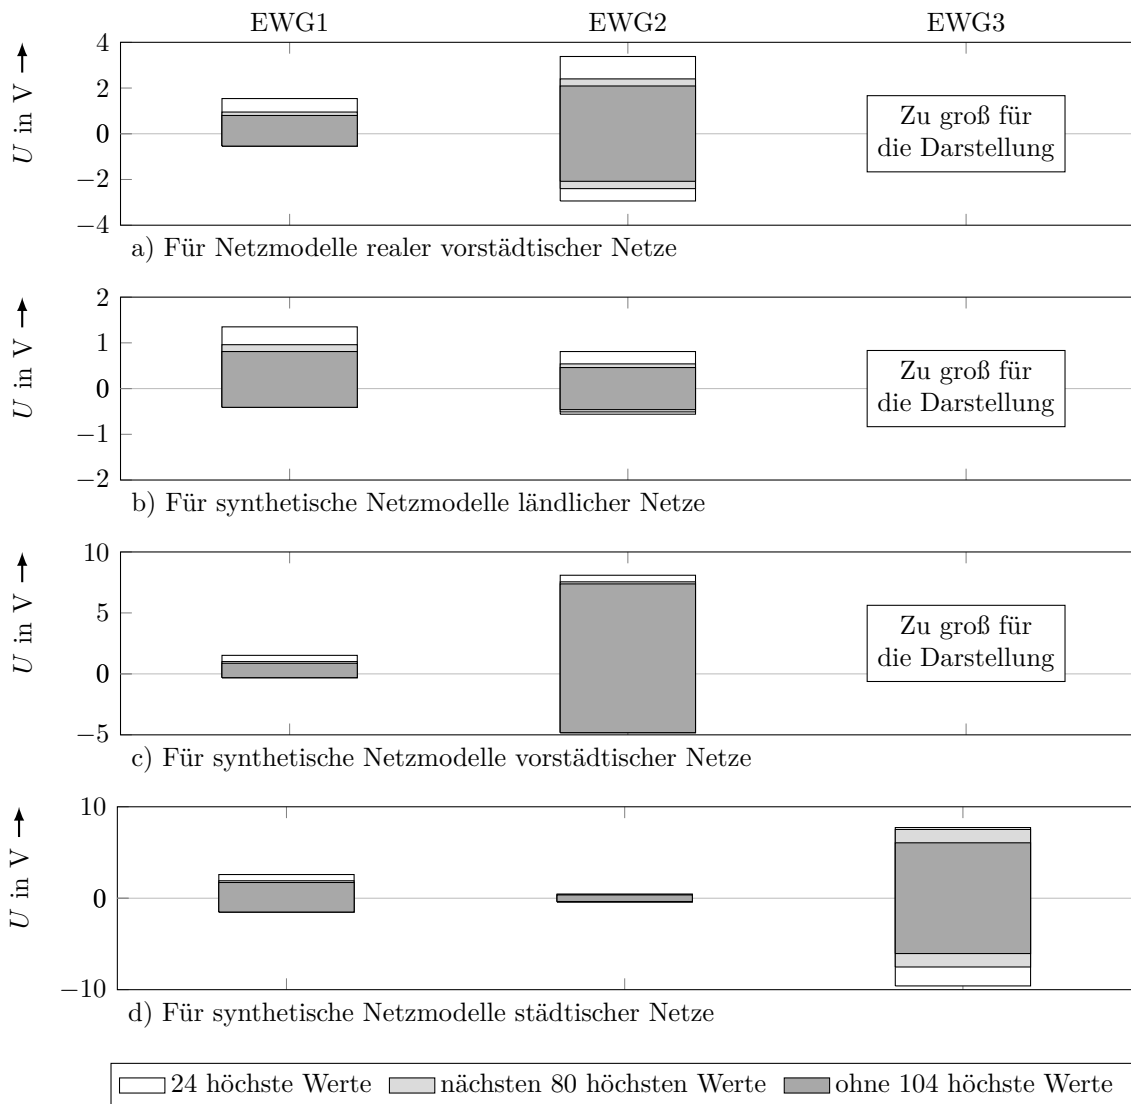 EWG1 EWG2 EWG3
U in V
4
2
0
−2
−4
Zu groß für
die Darstellung
a) Für Netzmodelle realer vorstädtischer Netze
U in V
2
1
0
−1
−2
Zu groß für
die Darstellung
b) Für synthetische Netzmodelle ländlicher Netze
U in V
10
5
0
−5
Zu groß für
die Darstellung
c) Für synthetische Netzmodelle vorstädtischer Netze
U in V
10
0
−10
d) Für synthetische Netzmodelle städtischer Netze
24 höchste Werte nächsten 80 höchsten Werte ohne 104 höchste Werte